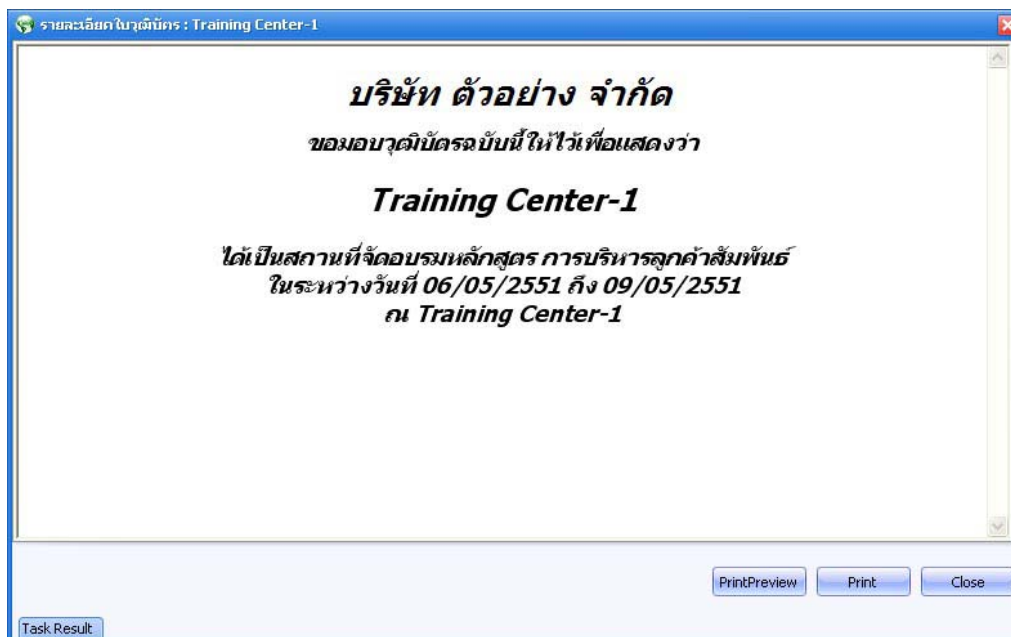 รายละเอียดใบวุฒิบัตร : Training Center-1
บริษัท ตัวอย่าง จำกัด
ขอมอบวุฒิบัตรฉบับนี้ให้ไว้เพื่อแสดงว่า
Training Center-1
ได้เป็นสถานที่จัดอบรมหลักสูตร การบริหารลูกค้าสัมพันธ์
ในระหว่างวันที่ 06/05/2551 ถึง 09/05/2551
ณ Training Center-1
PrintPreview Print Close
Task Result